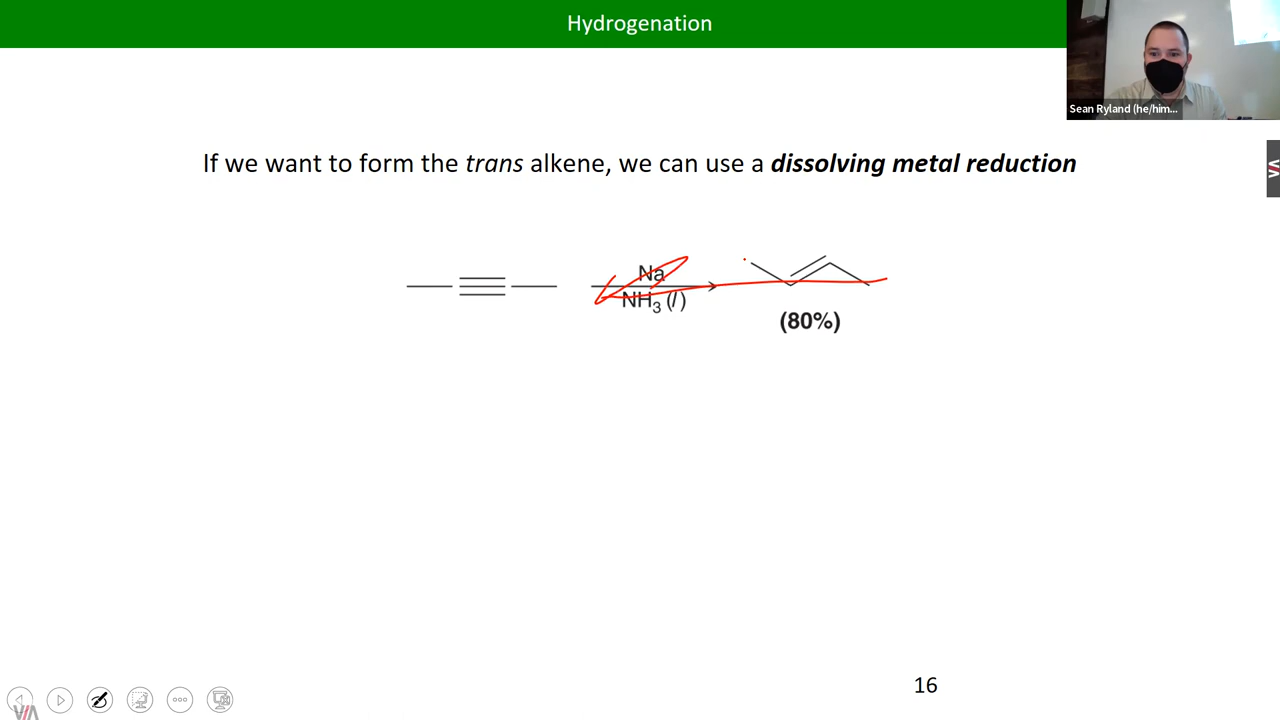 Hydrogenation
Sean Ryland (he/him...
If we want to form the trans alkene, we can use a dissolving metal reduction
Na
NH₃ (l)
(80%)
16